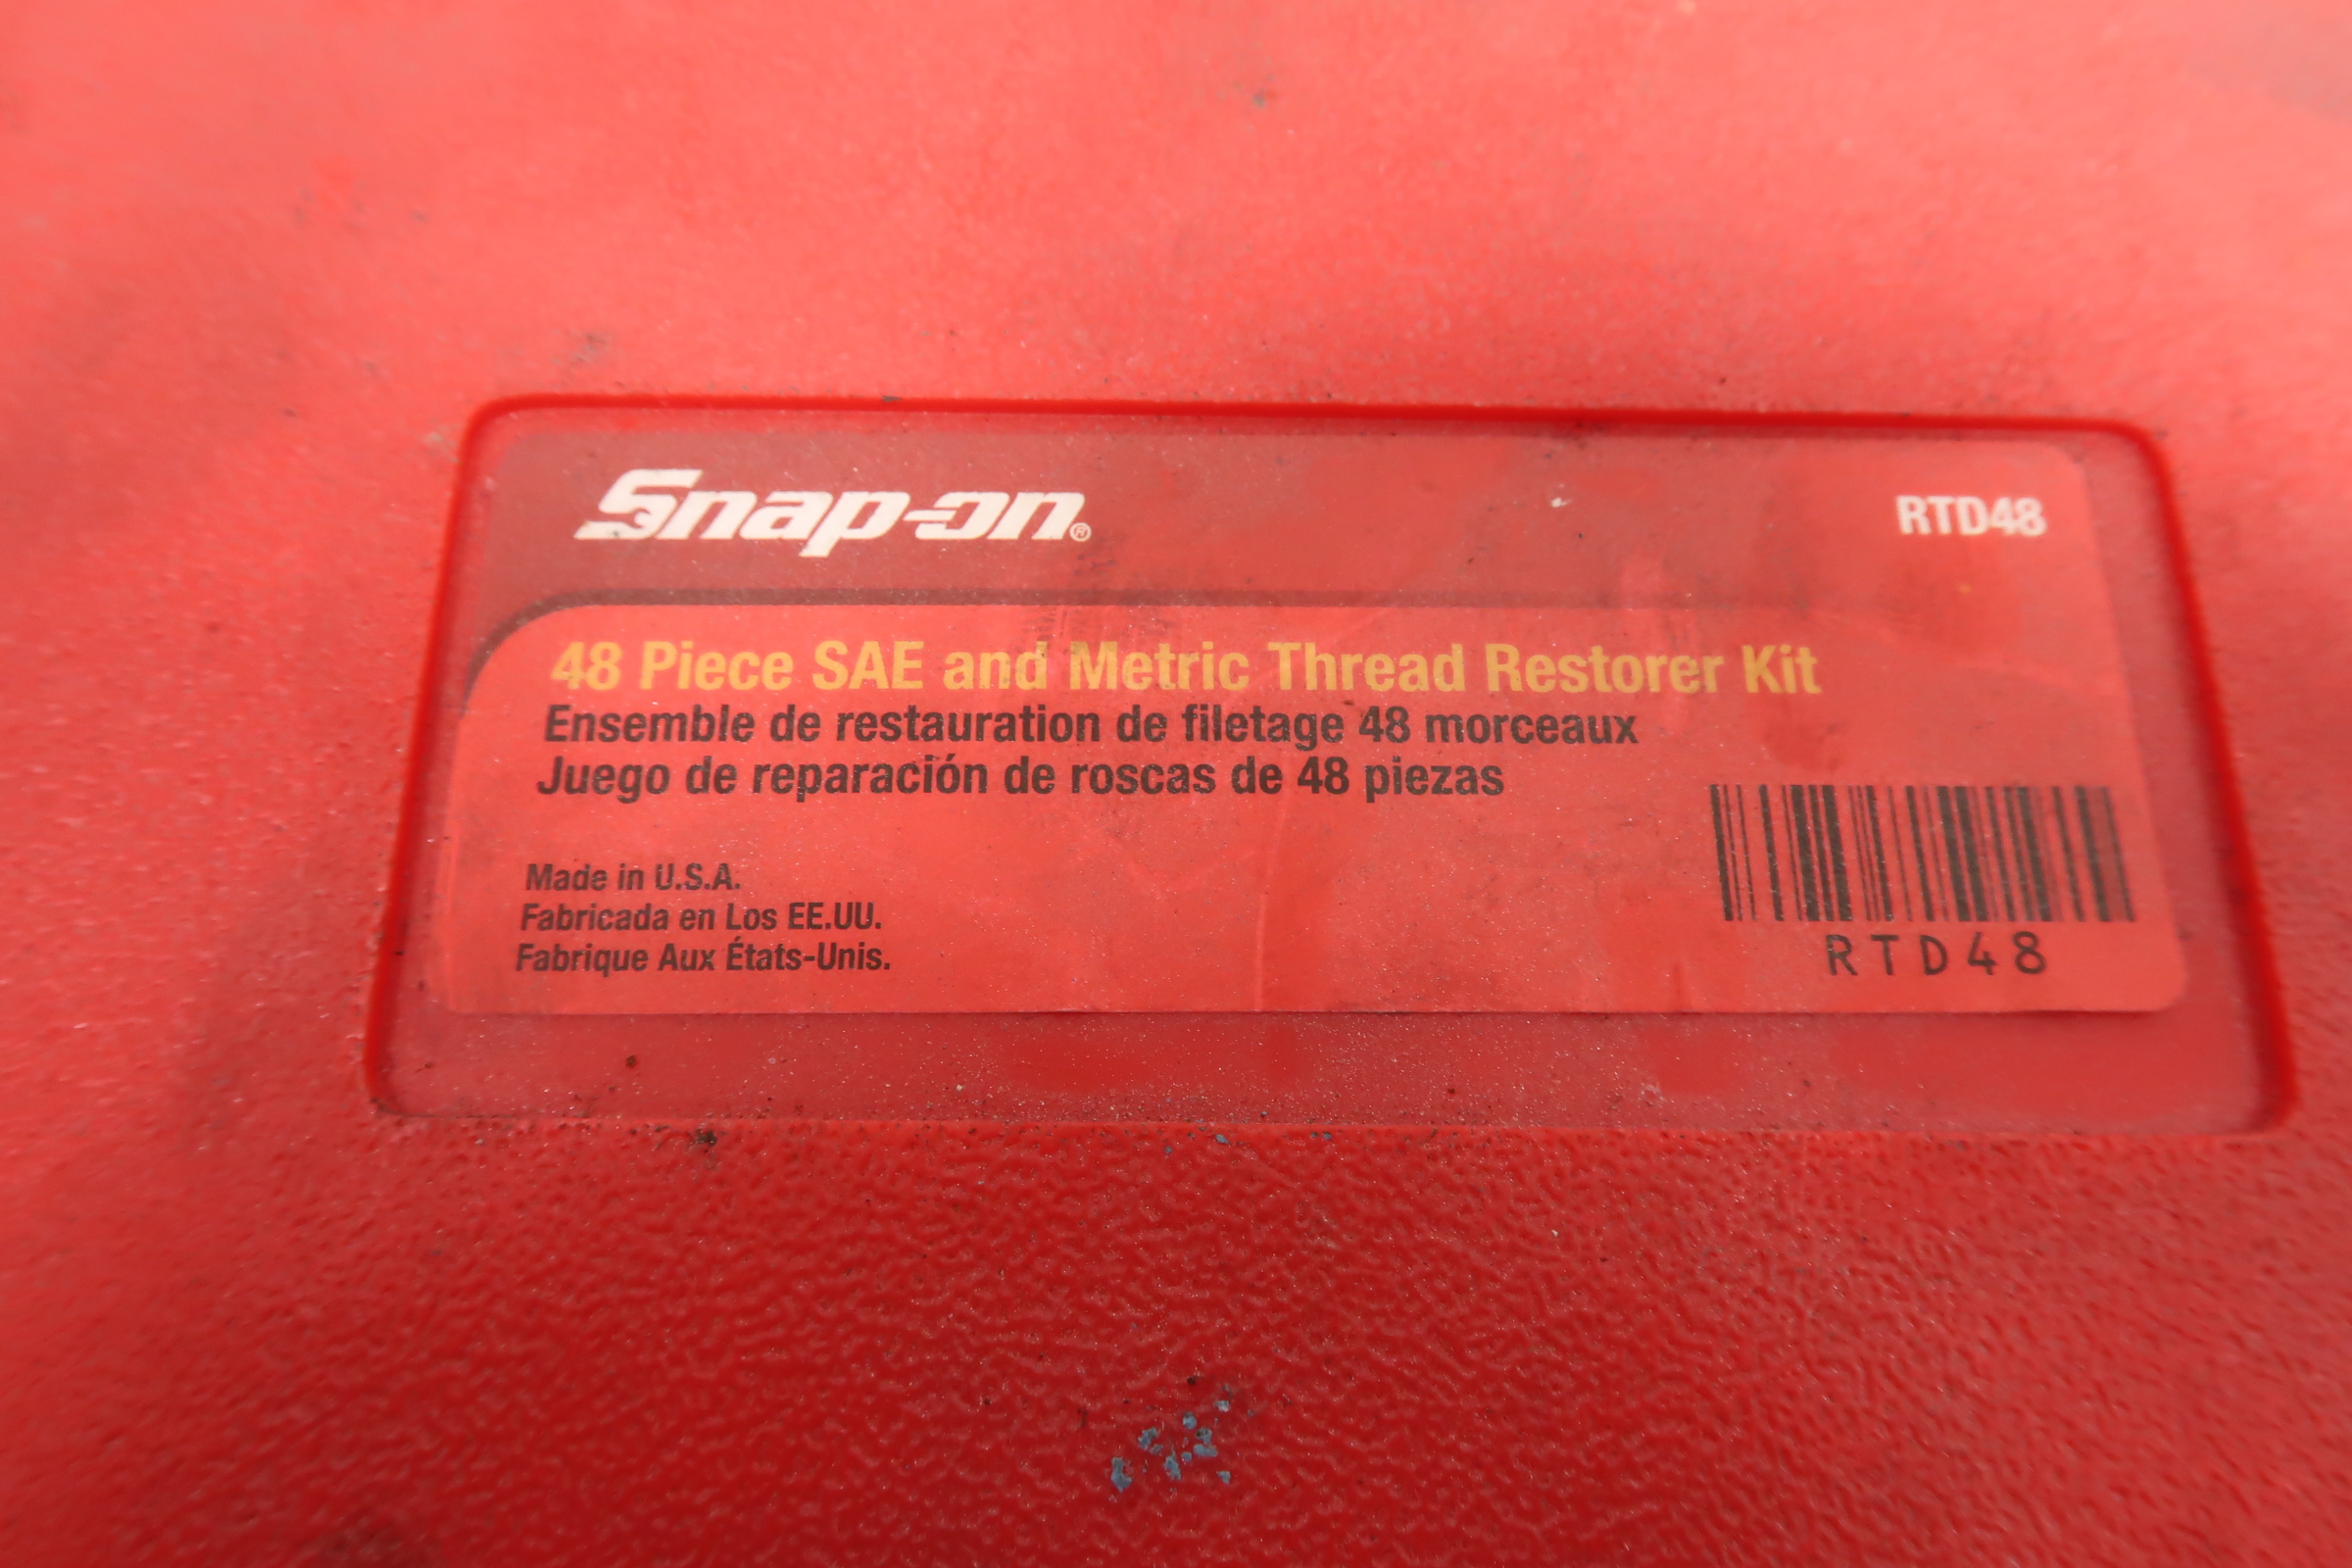 Snap-on®
RTD48
48 Piece SAE and Metric Thread Restorer Kit
Ensemble de restauration de filetage 48 morceaux
Juego de reparación de roscas de 48 piezas
Made in U.S.A.
Fabricada en Los EE.UU.
Fabrique Aux États-Unis.
RTD48